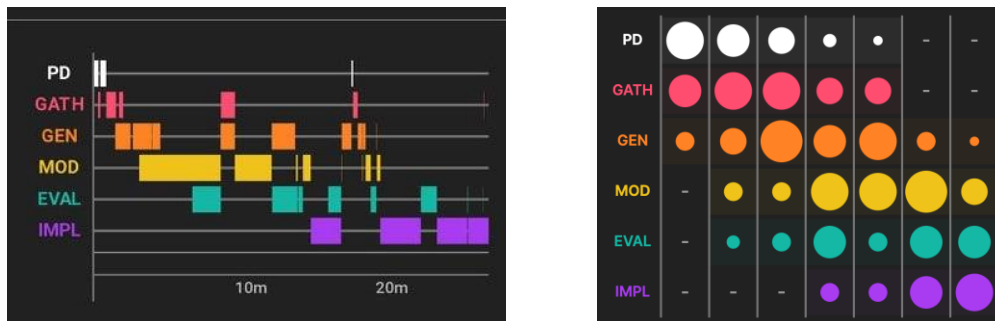 PD
GATH
GEN
MOD
EVAL
IMPL
10m 20m
PD - -
GATH - -
GEN
MOD -
EVAL -
IMPL - - -